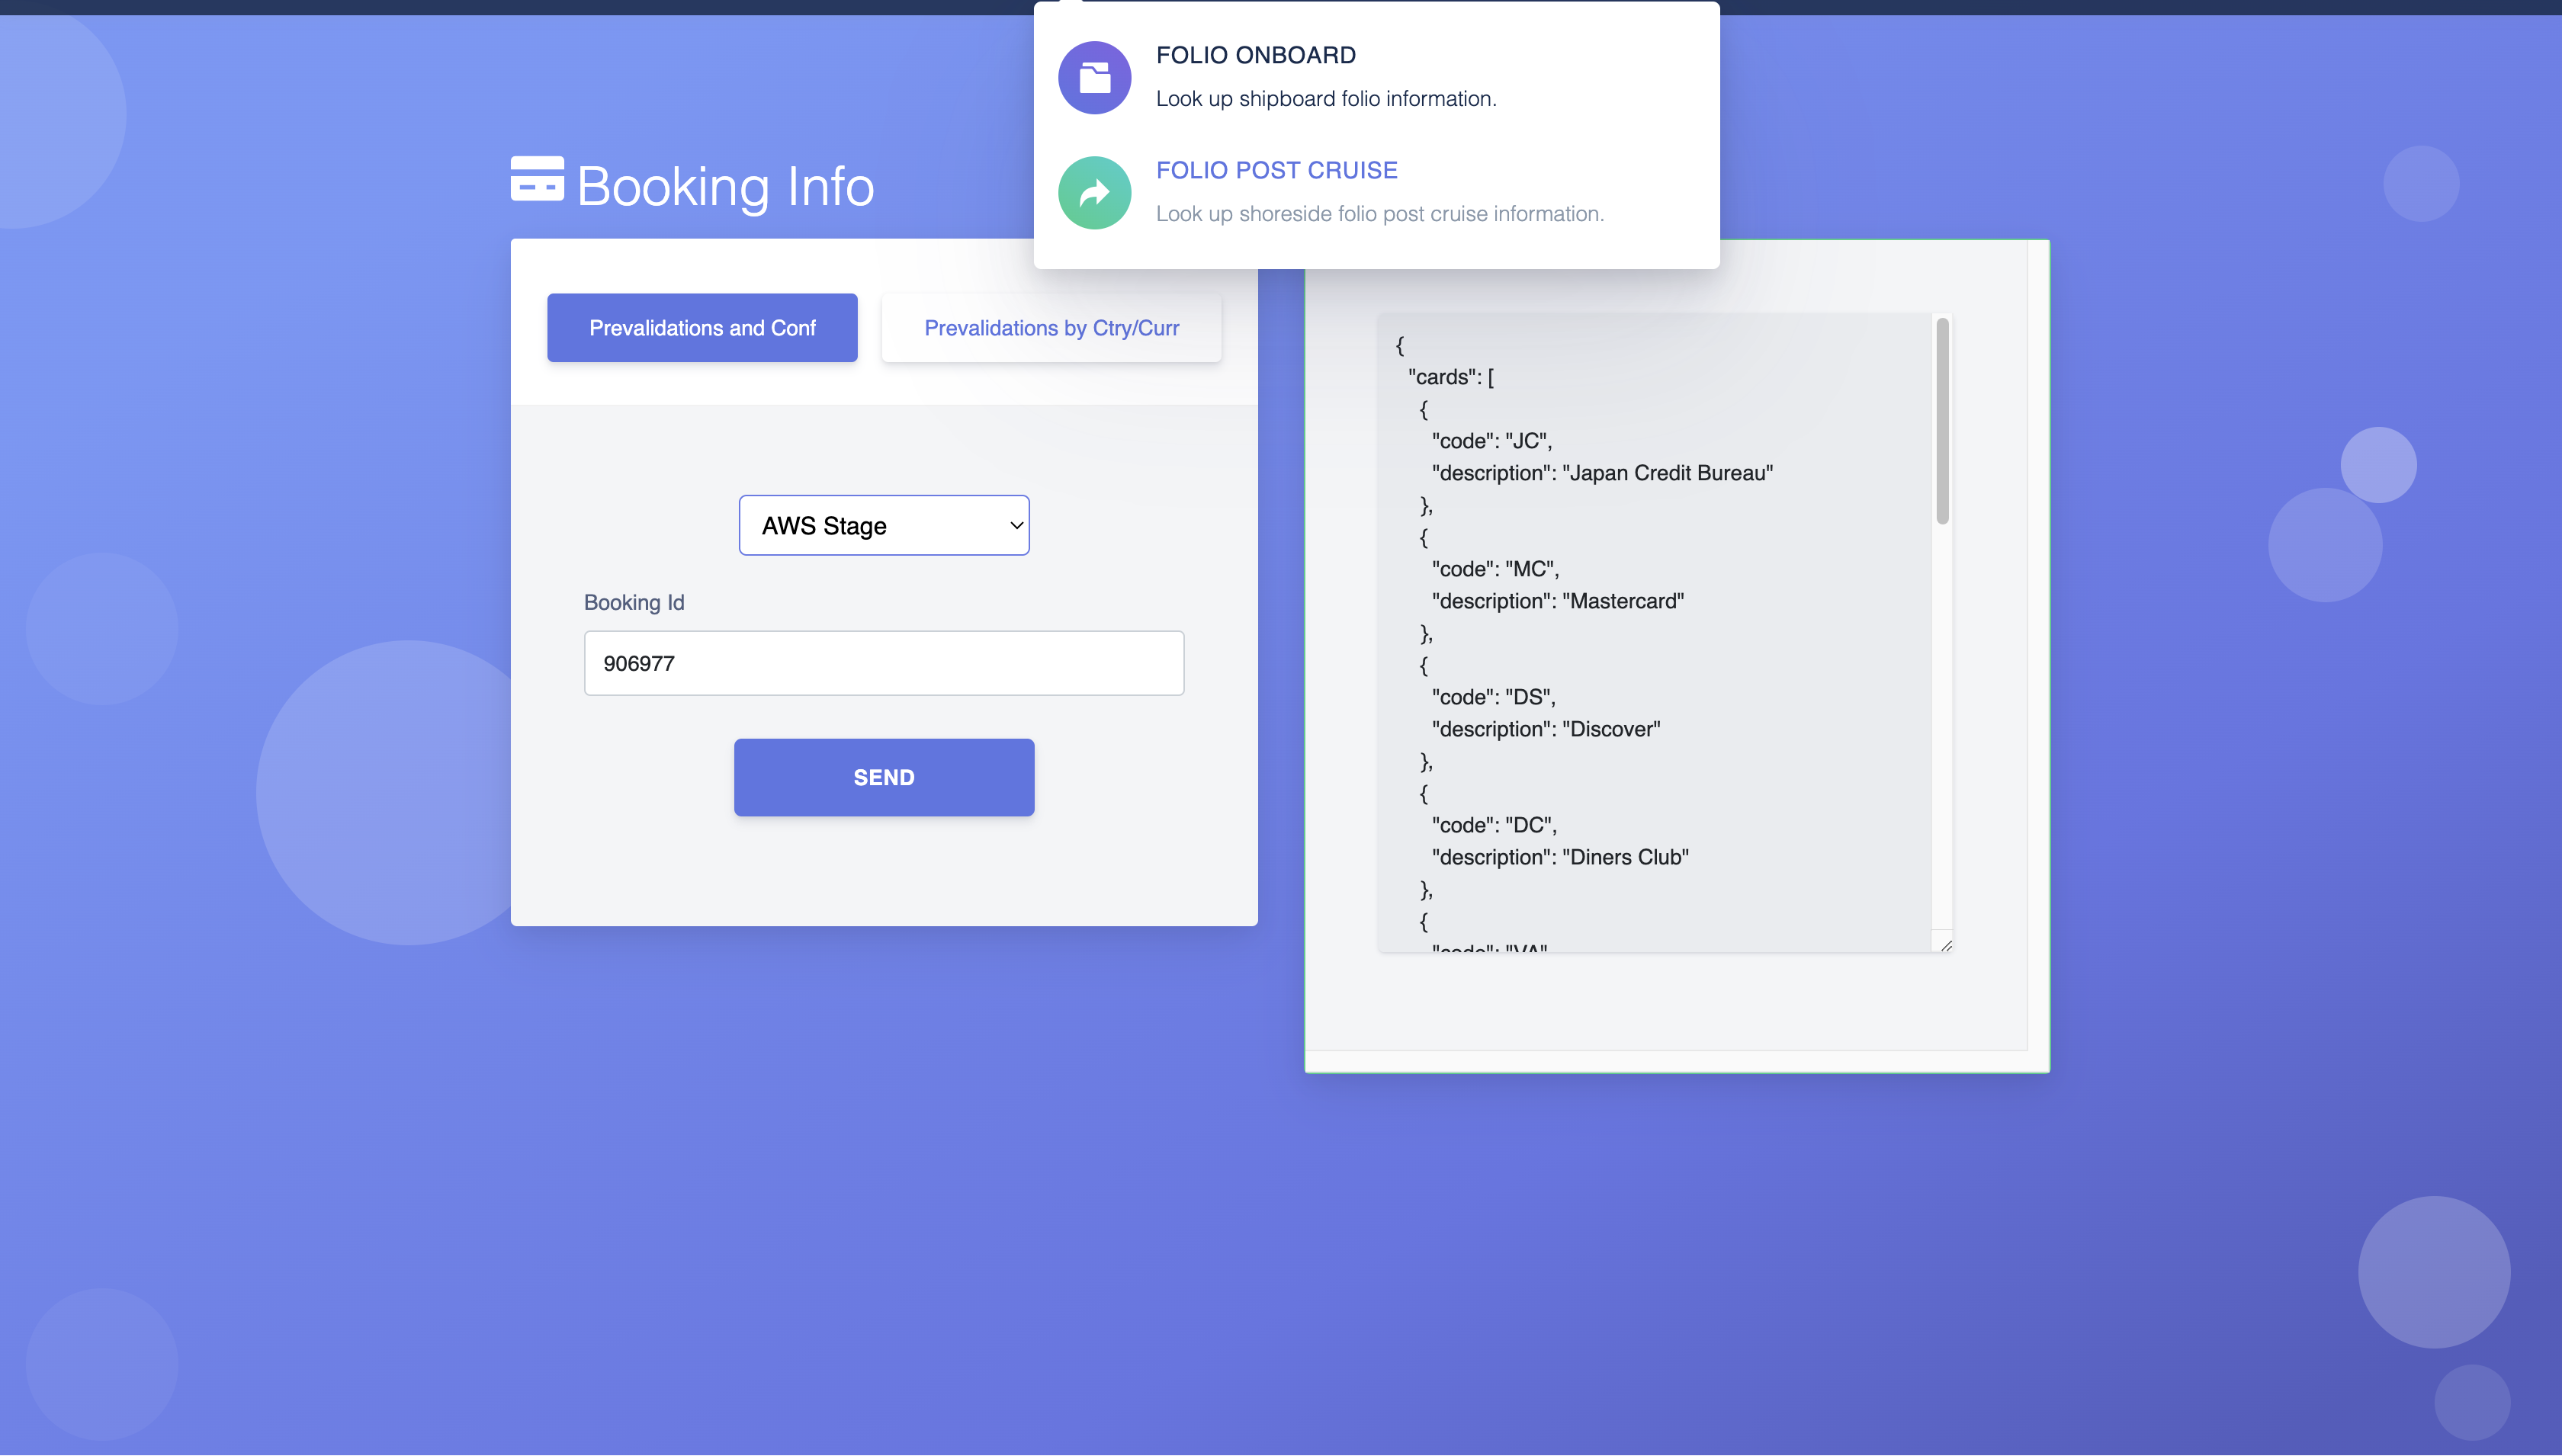 FOLIO ONBOARD
Look up shipboard folio information.
FOLIO POST CRUISE
Look up shoreside folio post cruise information.
Booking Info
Prevalidations and Conf
Prevalidations by Ctry/Curr
AWS Stage
Booking Id
906977
SEND
{
"cards": [
{
"code": "JC",
"description": "Japan Credit Bureau"
},
{
"code": "MC",
"description": "Mastercard"
},
{
"code": "DS",
"description": "Discover"
},
{
"code": "DC",
"description": "Diners Club"
},
{
"code": "VA"